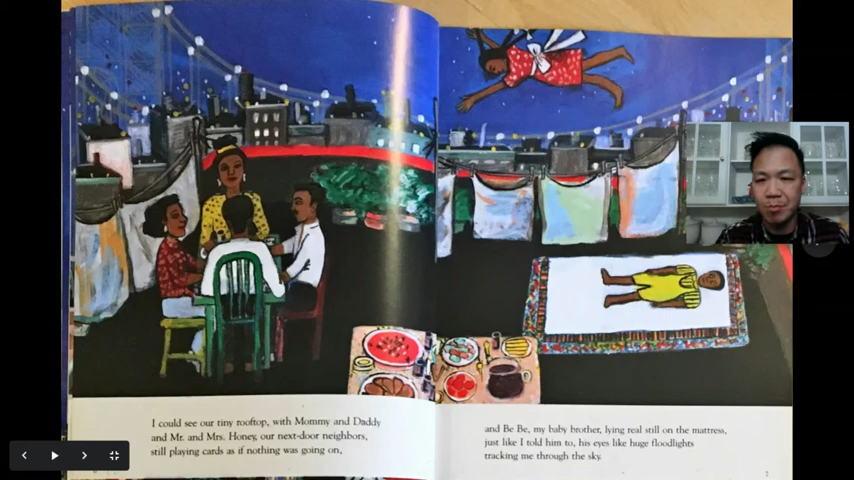 I could see our tiny rooftop, with Mommy and Daddy
and Mr. and Mrs. Honey, our next-door neighbors,
still playing cards as if nothing was going on,
and Be Be, my baby brother, lying real still on the mattress,
just like I told him to, his eyes like huge floodlights
tracking me through the sky.